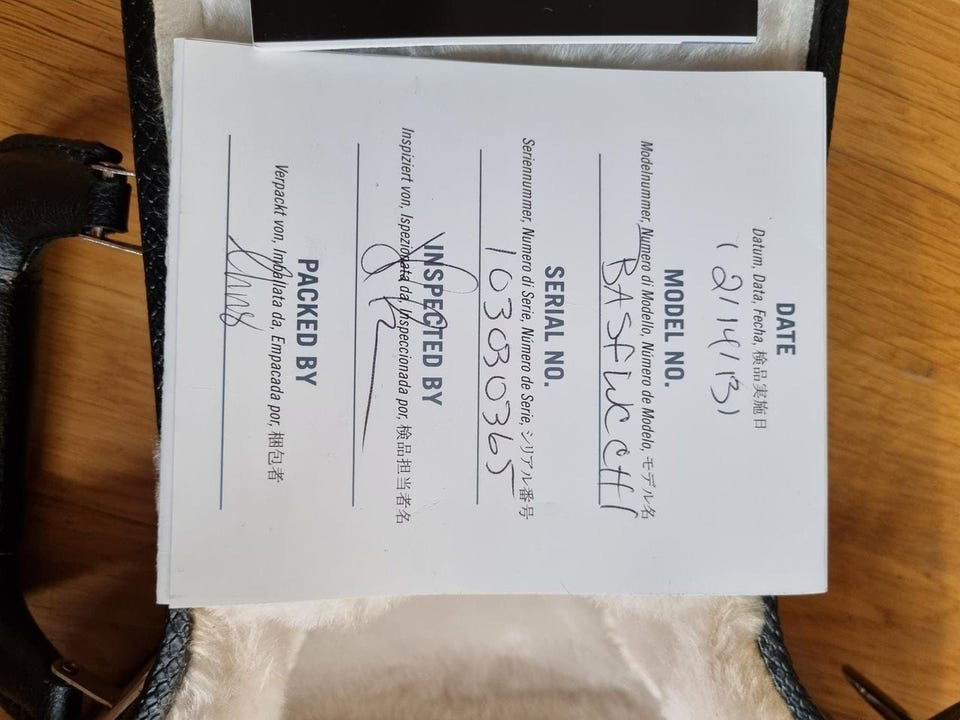 DATE
Datum, Data, Fecha, 検品実施日
(2/14/13)
MODEL NO.
Modelnummer, Numero di Modello, Número de Modelo, モデル名
SERIAL NO.
Seriennummer, Numero di Serie, Número de Serie, シリアル番号
103030365
INSPECTED BY
Inspiziert von, Ispezionata da, Inspeccionada por, 検品担当者名
PACKED BY
Verpackt von, Imballata da, Empacada por, 梱包者
Chris